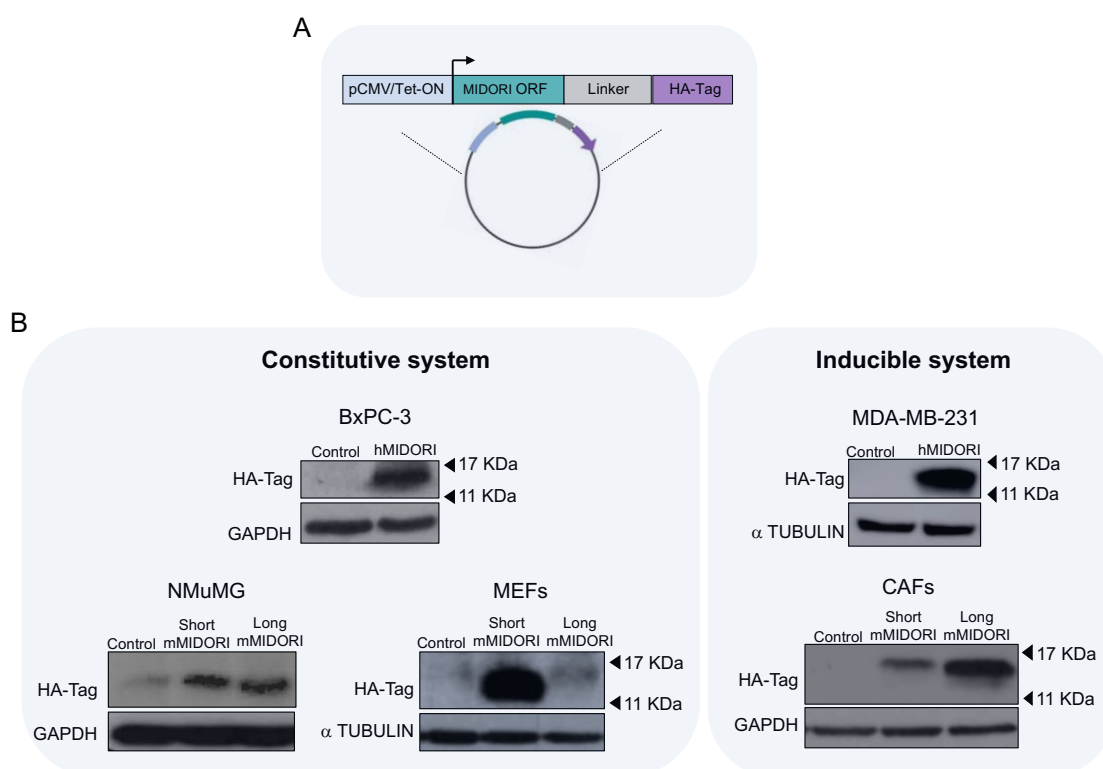 A
pCMV/Tet-ON MIDORI ORF Linker HA-Tag
B
Constitutive system
BxPC-3
Control hMIDORI
HA-Tag
17 KDa
11 KDa
GAPDH
NMuMG
Control Short mMIDORI Long mMIDORI
HA-Tag
GAPDH
MEFs
Control Short mMIDORI Long mMIDORI
HA-Tag
17 KDa
11 KDa
α TUBULIN
Inducible system
MDA-MB-231
Control hMIDORI
HA-Tag
17 KDa
11 KDa
α TUBULIN
CAFs
Control Short mMIDORI Long mMIDORI
HA-Tag
17 KDa
11 KDa
GAPDH